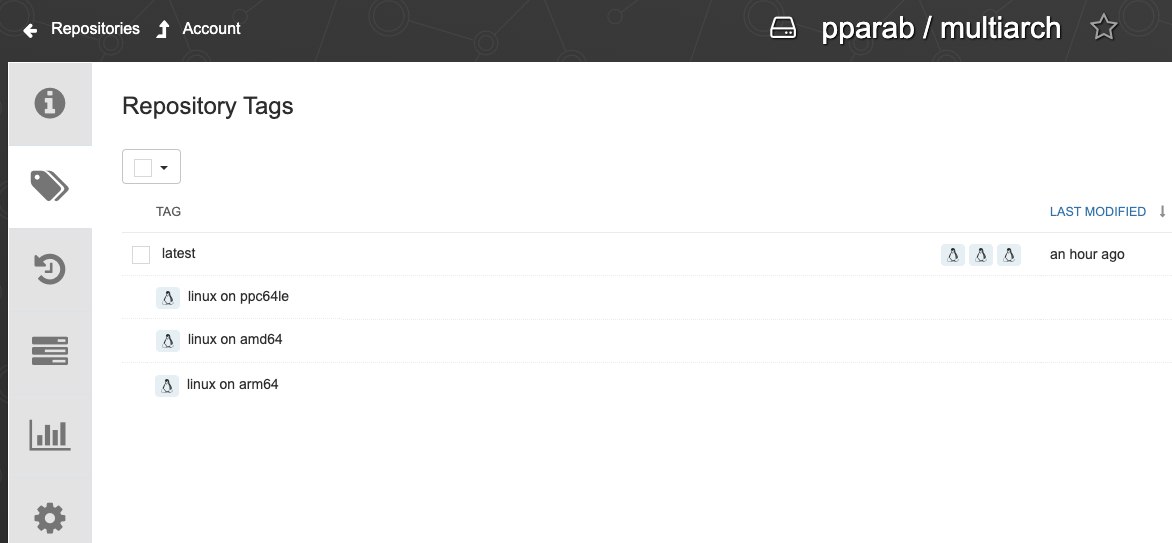 Repositories Account pparab / multiarch
Repository Tags
TAG LAST MODIFIED
latest an hour ago
linux on ppc64le
linux on amd64
linux on arm64